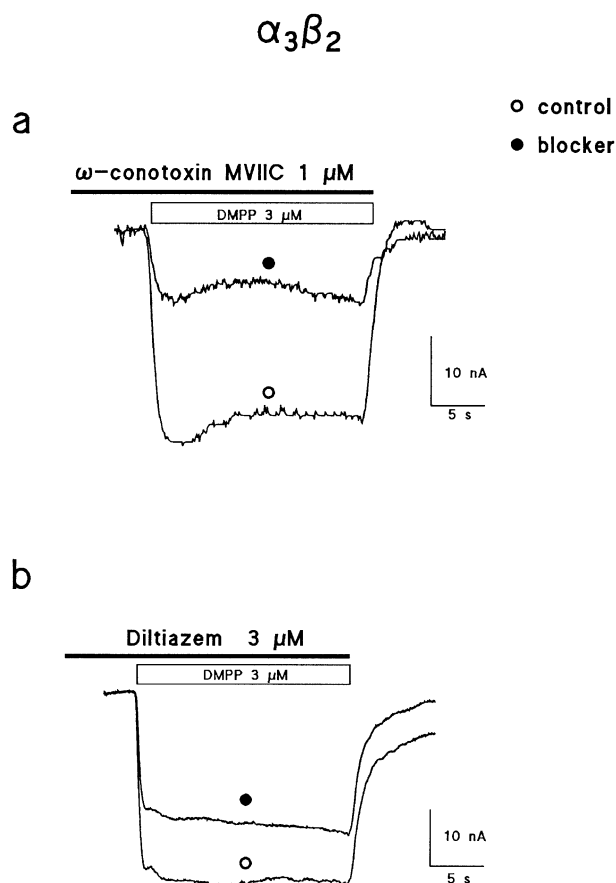 α3β2
a
control
blocker
ω-conotoxin MVIIC 1 µM
DMPP 3 µM
10 nA
5 s
b
Diltiazem 3 µM
DMPP 3 µM
10 nA
5 s